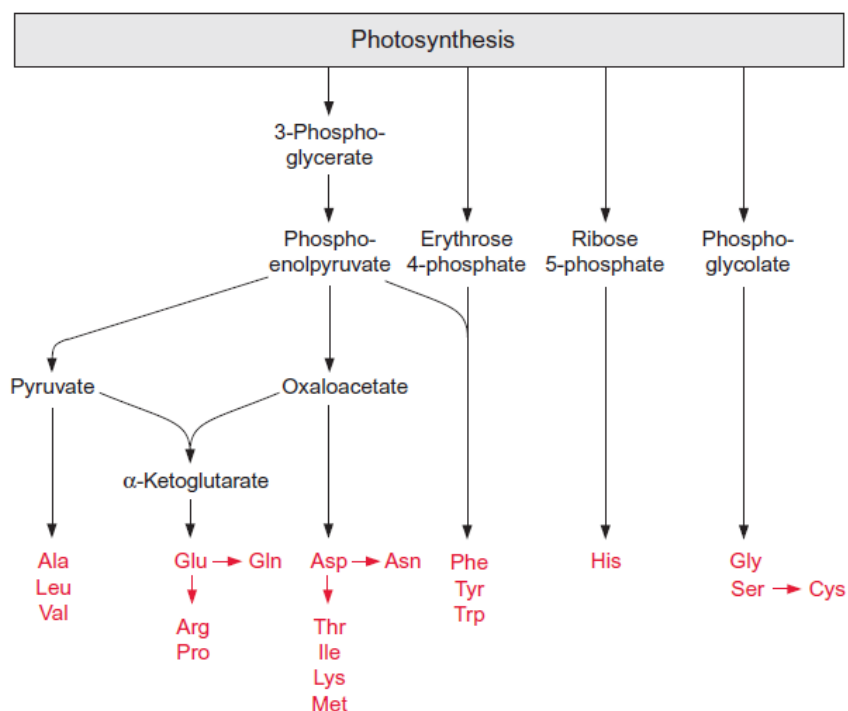 Photosynthesis
3-Phospho-
glycerate
Phospho-
enolpyruvate
Erythrose
4-phosphate
Ribose
5-phosphate
Phospho-
glycolate
Pyruvate
Oxaloacetate
α-Ketoglutarate
Ala
Leu
Val
Glu → Gln
Arg
Pro
Asp → Asn
Thr
Ile
Lys
Met
Phe
Tyr
Trp
His
Gly
Ser → Cys